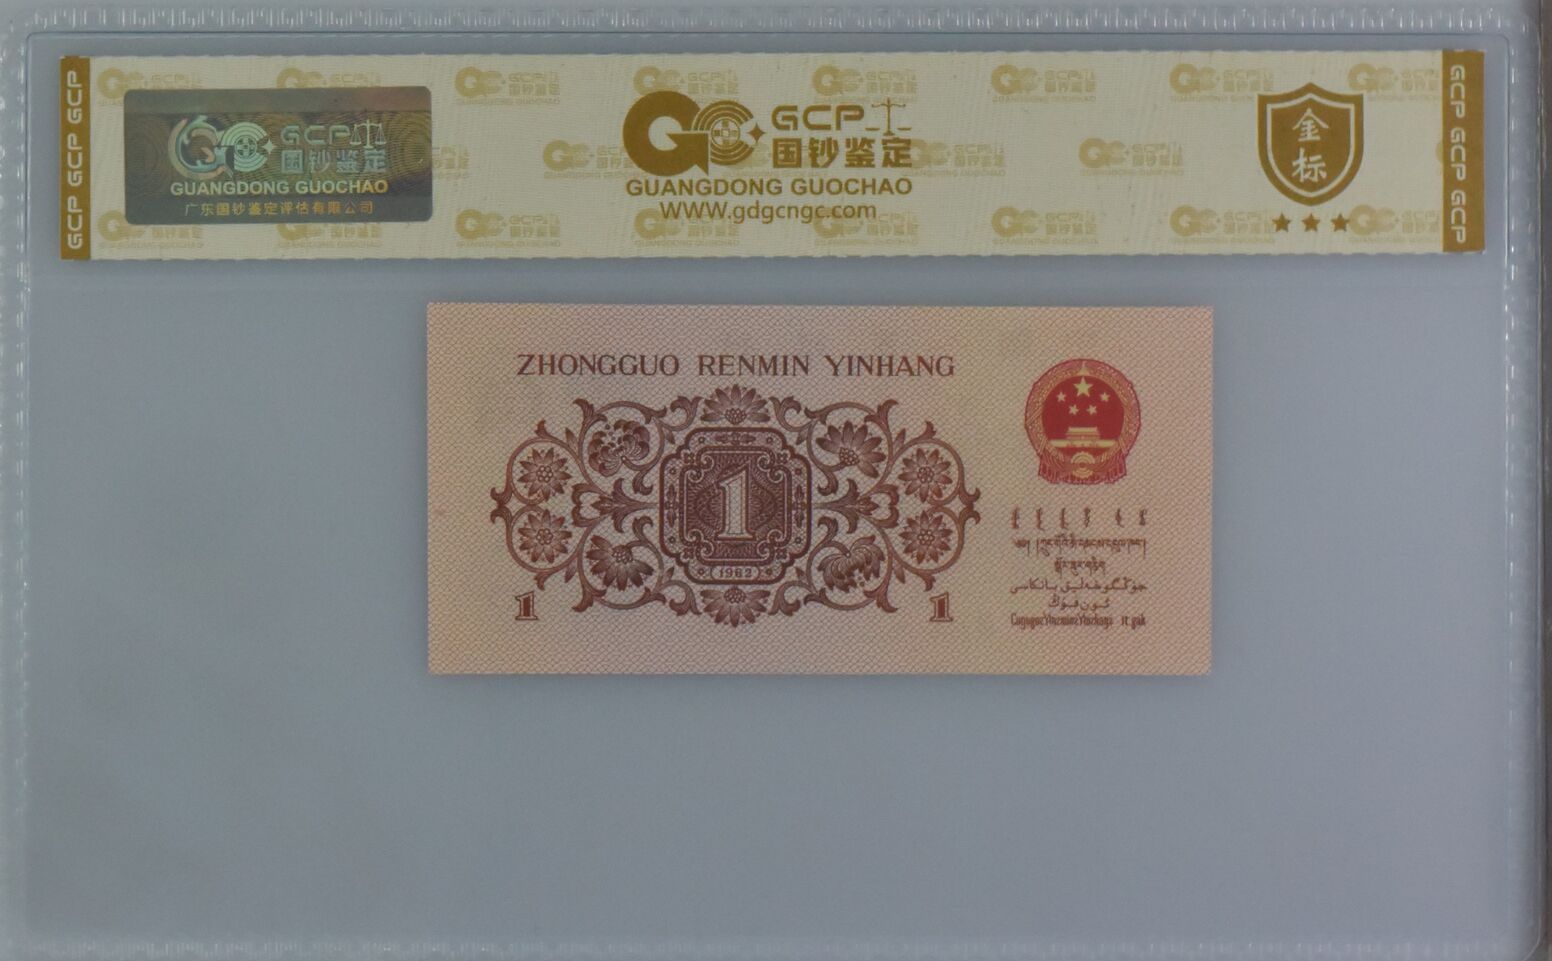 GCP GCP GCP
GCP
国钞鉴定
GUANGDONG GUOCHAO
广东国钞鉴定评估有限公司
GCP
国钞鉴定
GUANGDONG GUOCHAO
WWW.gdgcngc.com
金
标
GCP GCP GCP
ZHONGGUO RENMIN YINHANG
1
(1962)
1 1